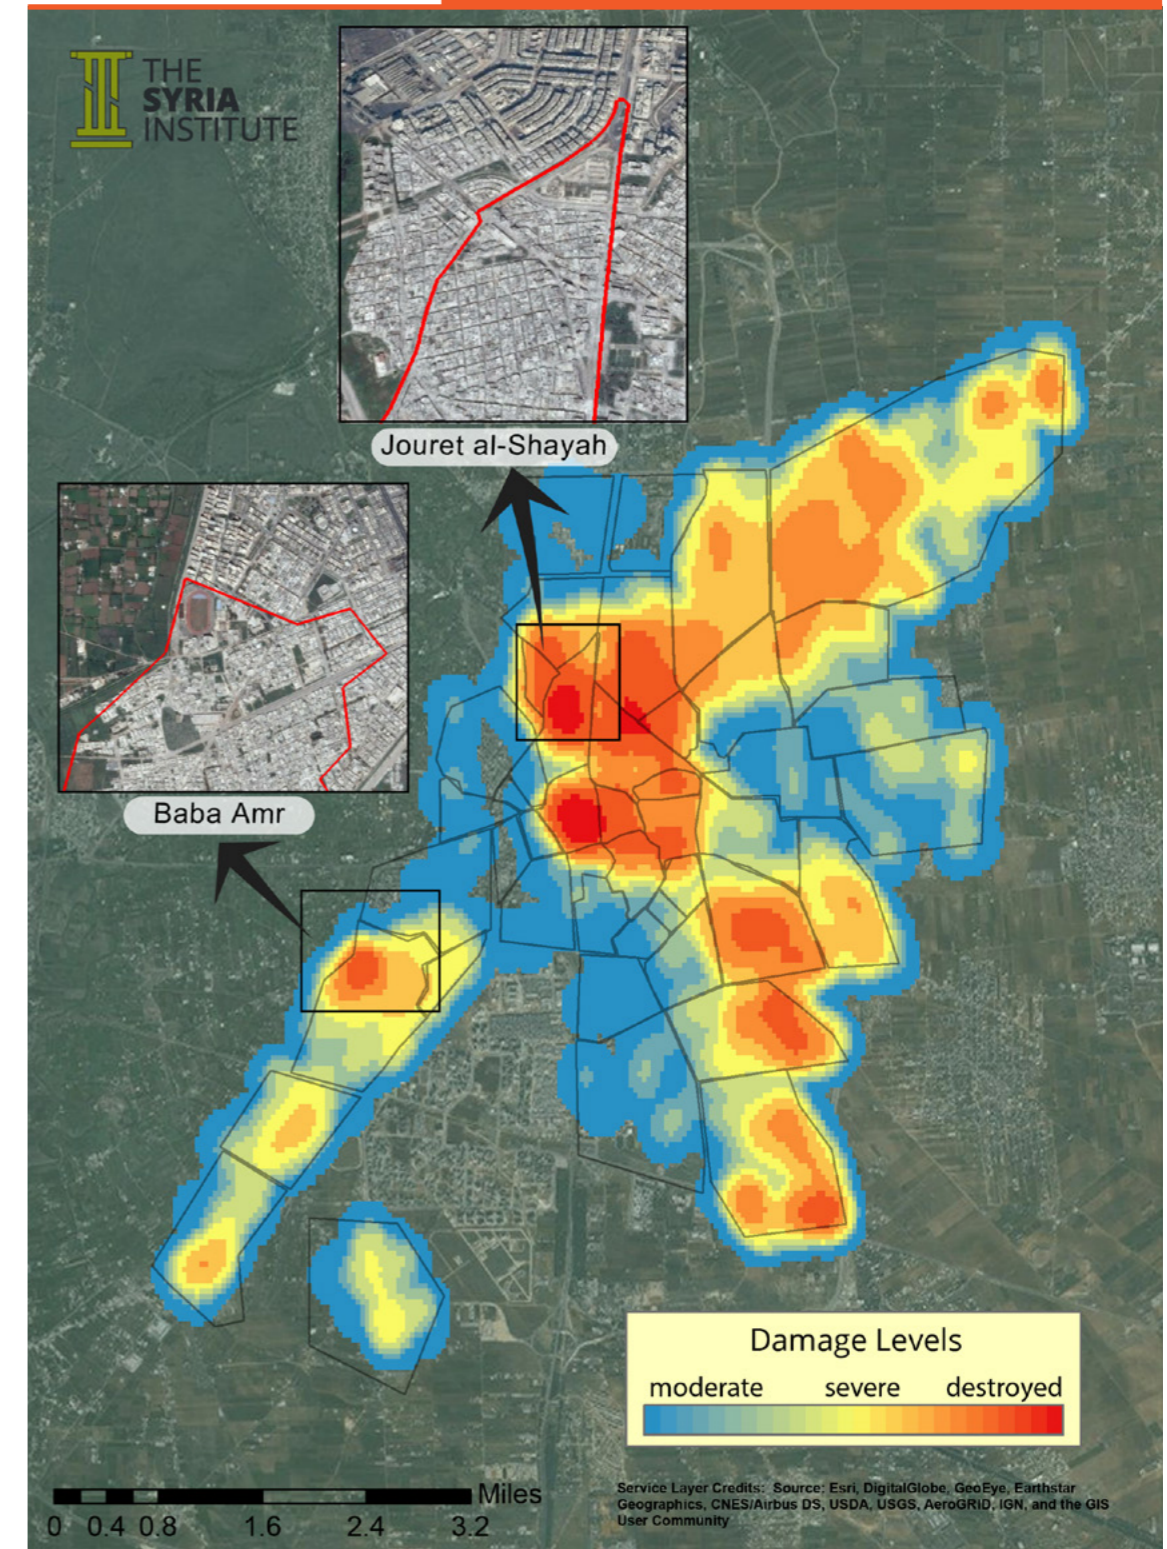 THE
SYRIA
INSTITUTE
Jouret al-Shayah
Baba Amr
Damage Levels
moderate severe destroyed
Miles
0 0.4 0.8 1.6 2.4 3.2
Service Layer Credits: Source: Esri, DigitalGlobe, GeoEye, Earthstar
Geographics, CNES/Airbus DS, USDA, USGS, AeroGRID, IGN, and the GIS
User Community